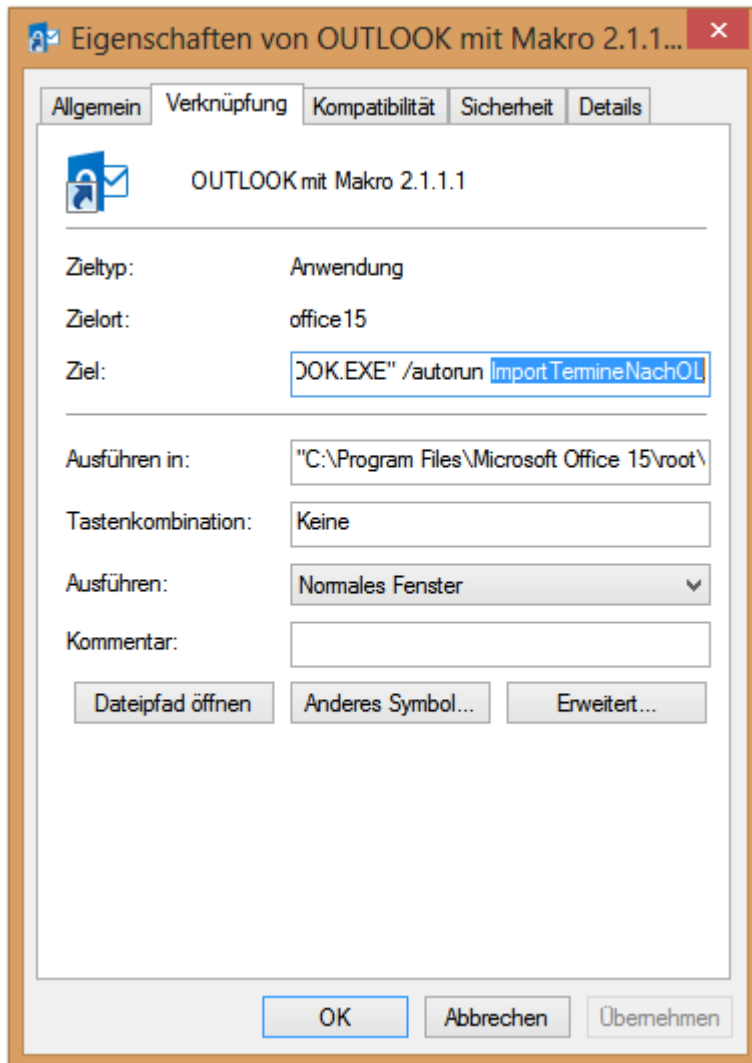 Eigenschaften von OUTLOOK mit Makro 2.1.1...
Allgemein Verknüpfung Kompatibilität Sicherheit Details
OUTLOOK mit Makro 2.1.1.1
Zieltyp: Anwendung
Zielort: office15
Ziel: OOK.EXE" /autorun ImportTermineNachOL
Ausführen in: "C:\Program Files\Microsoft Office 15\root\
Tastenkombination: Keine
Ausführen: Normales Fenster
Kommentar:
Dateipfad öffnen Anderes Symbol... Erweitert...
OK Abbrechen Übernehmen